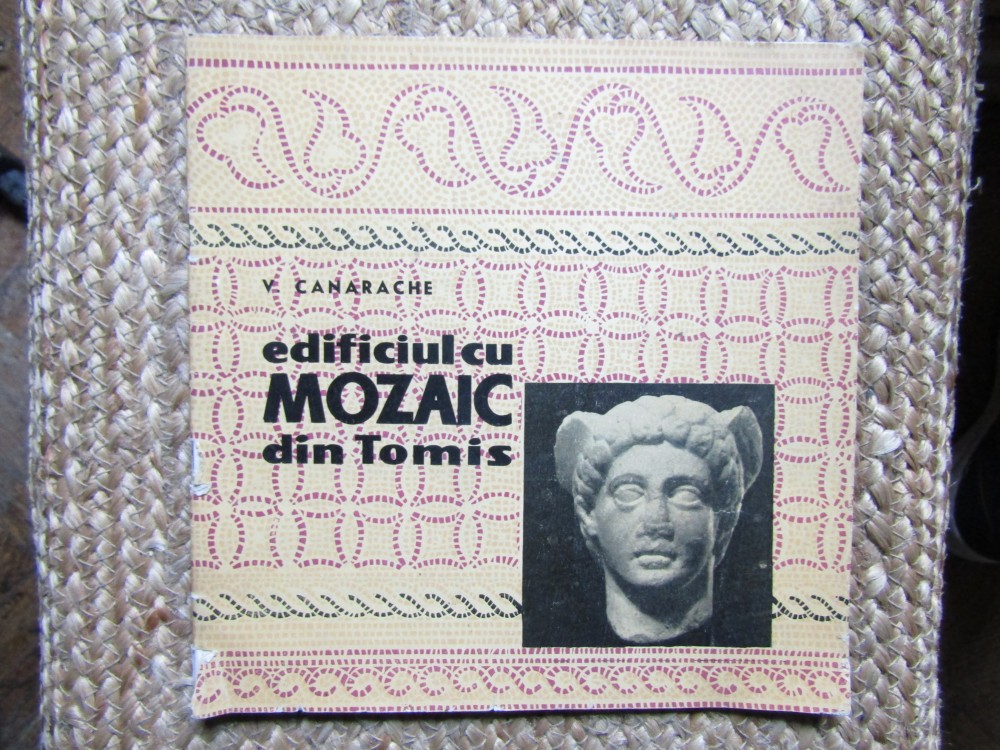 V CANARACHE
edificiul cu
MOZAIC
din Tomis